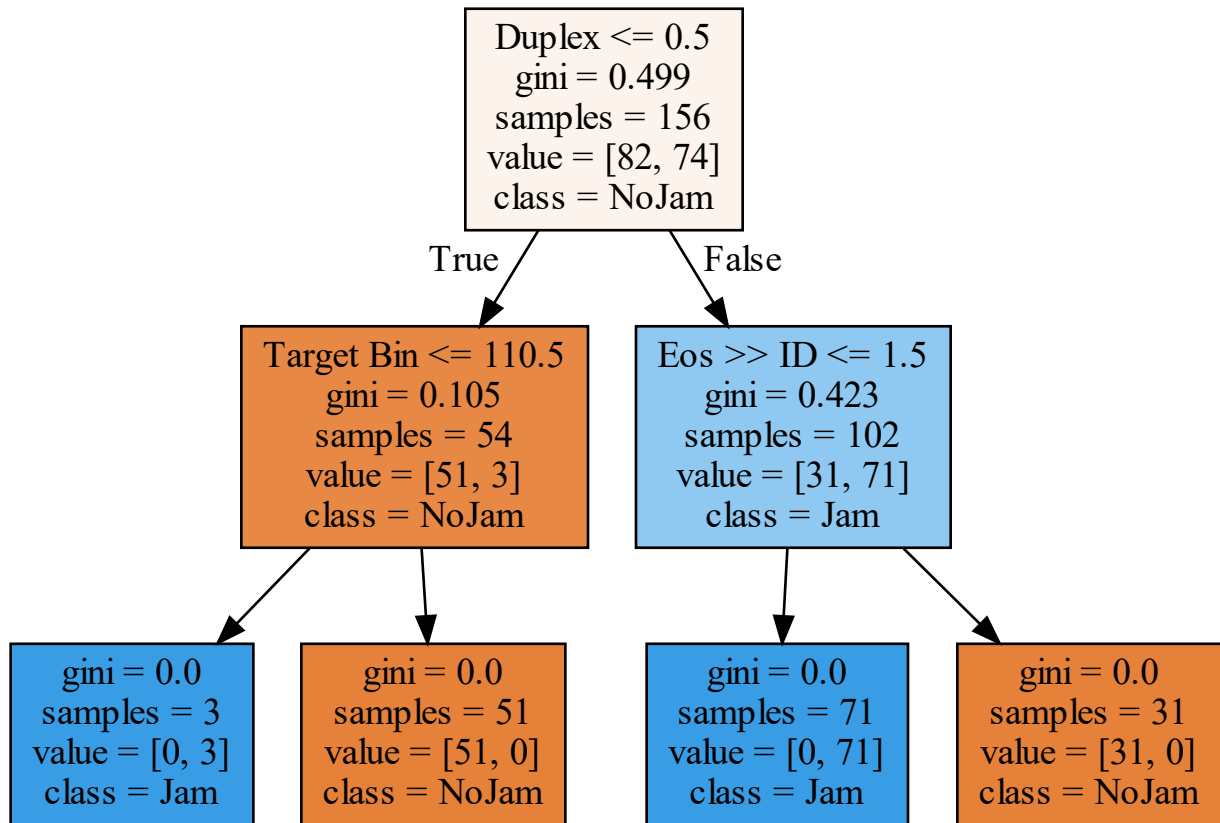 Duplex <= 0.5
gini = 0.499
samples = 156
value = [82, 74]
class = NoJam
True
False
Target Bin <= 110.5
gini = 0.105
samples = 54
value = [51, 3]
class = NoJam
Eos >> ID <= 1.5
gini = 0.423
samples = 102
value = [31, 71]
class = Jam
gini = 0.0
samples = 3
value = [0, 3]
class = Jam
gini = 0.0
samples = 51
value = [51, 0]
class = NoJam
gini = 0.0
samples = 71
value = [0, 71]
class = Jam
gini = 0.0
samples = 31
value = [31, 0]
class = NoJam